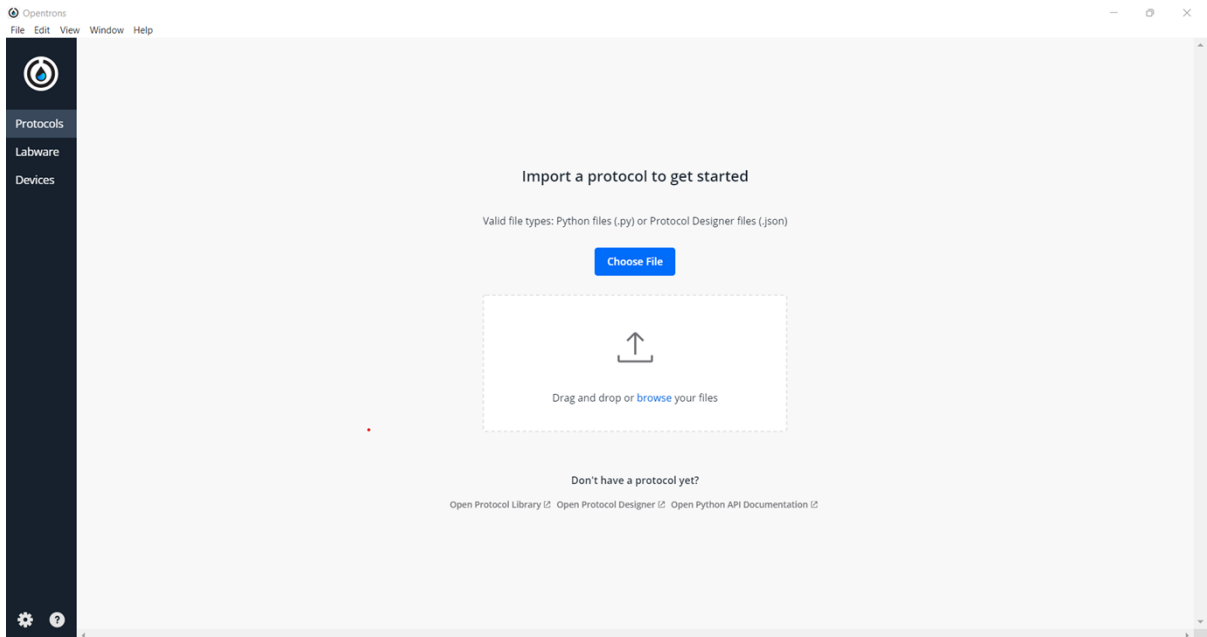 Opentrons
File Edit View Window Help
Protocols
Labware
Devices
Import a protocol to get started
Valid file types: Python files (.py) or Protocol Designer files (.json)
Choose File
Drag and drop or browse your files
Don't have a protocol yet?
Open Protocol Library Open Protocol Designer Open Python API Documentation
?